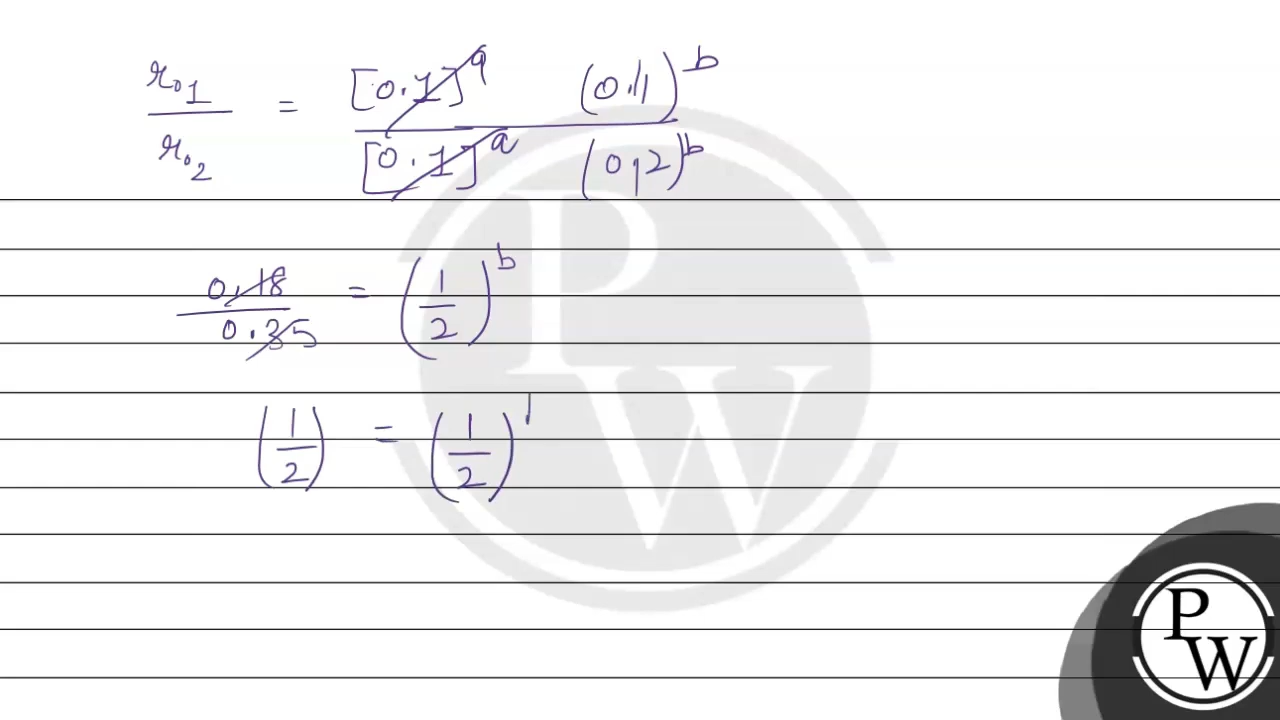 r₀₁ / r₀₂ = [0.1]ᵃ (0.1)ᵇ / [0.1]ᵃ (0.2)ᵇ
0.18 / 0.35 = (1/2)ᵇ
(1/2) = (1/2)
PW
PW